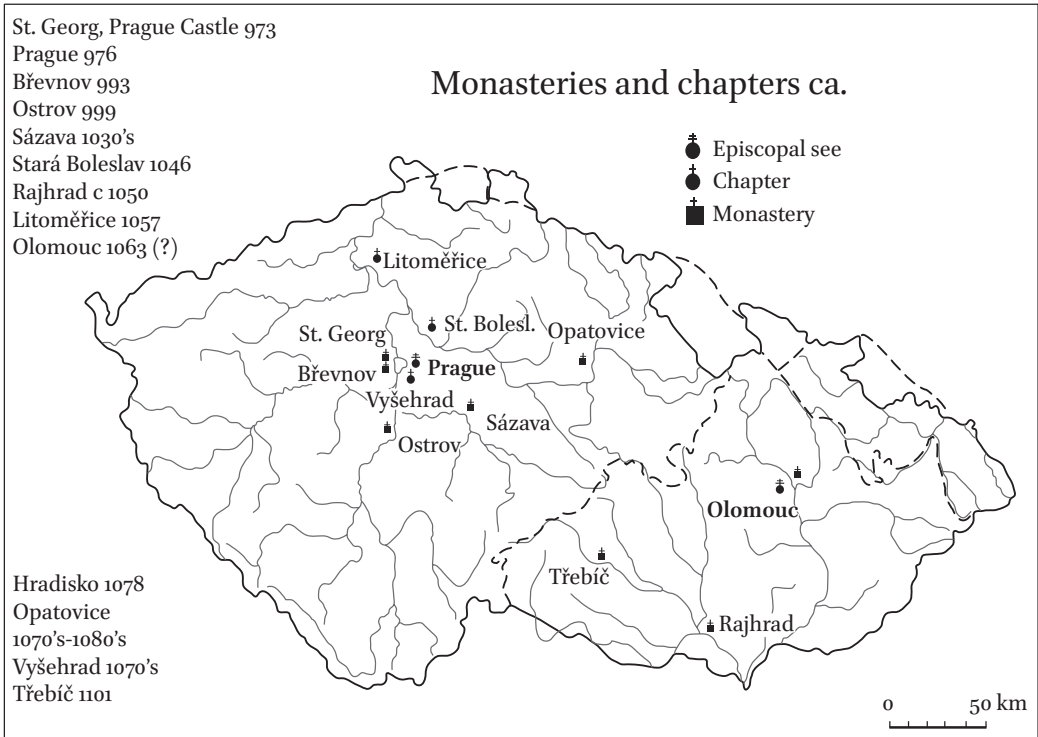 St. Georg, Prague Castle 973
Prague 976
Břevnov 993
Ostrov 999
Sázava 1030's
Stará Boleslav 1046
Rajhrad c 1050
Litoměřice 1057
Olomouc 1063 (?)
Monasteries and chapters ca.
Episcopal see
Chapter
Monastery
Litoměřice
St. Bolesl.
Opatovice
St. Georg
Břevnov
Prague
Vyšehrad
Sázava
Ostrov
Olomouc
Třebíč
Rajhrad
Hradisko 1078
Opatovice
1070's-1080's
Vyšehrad 1070's
Třebíč 1101
0 50 km